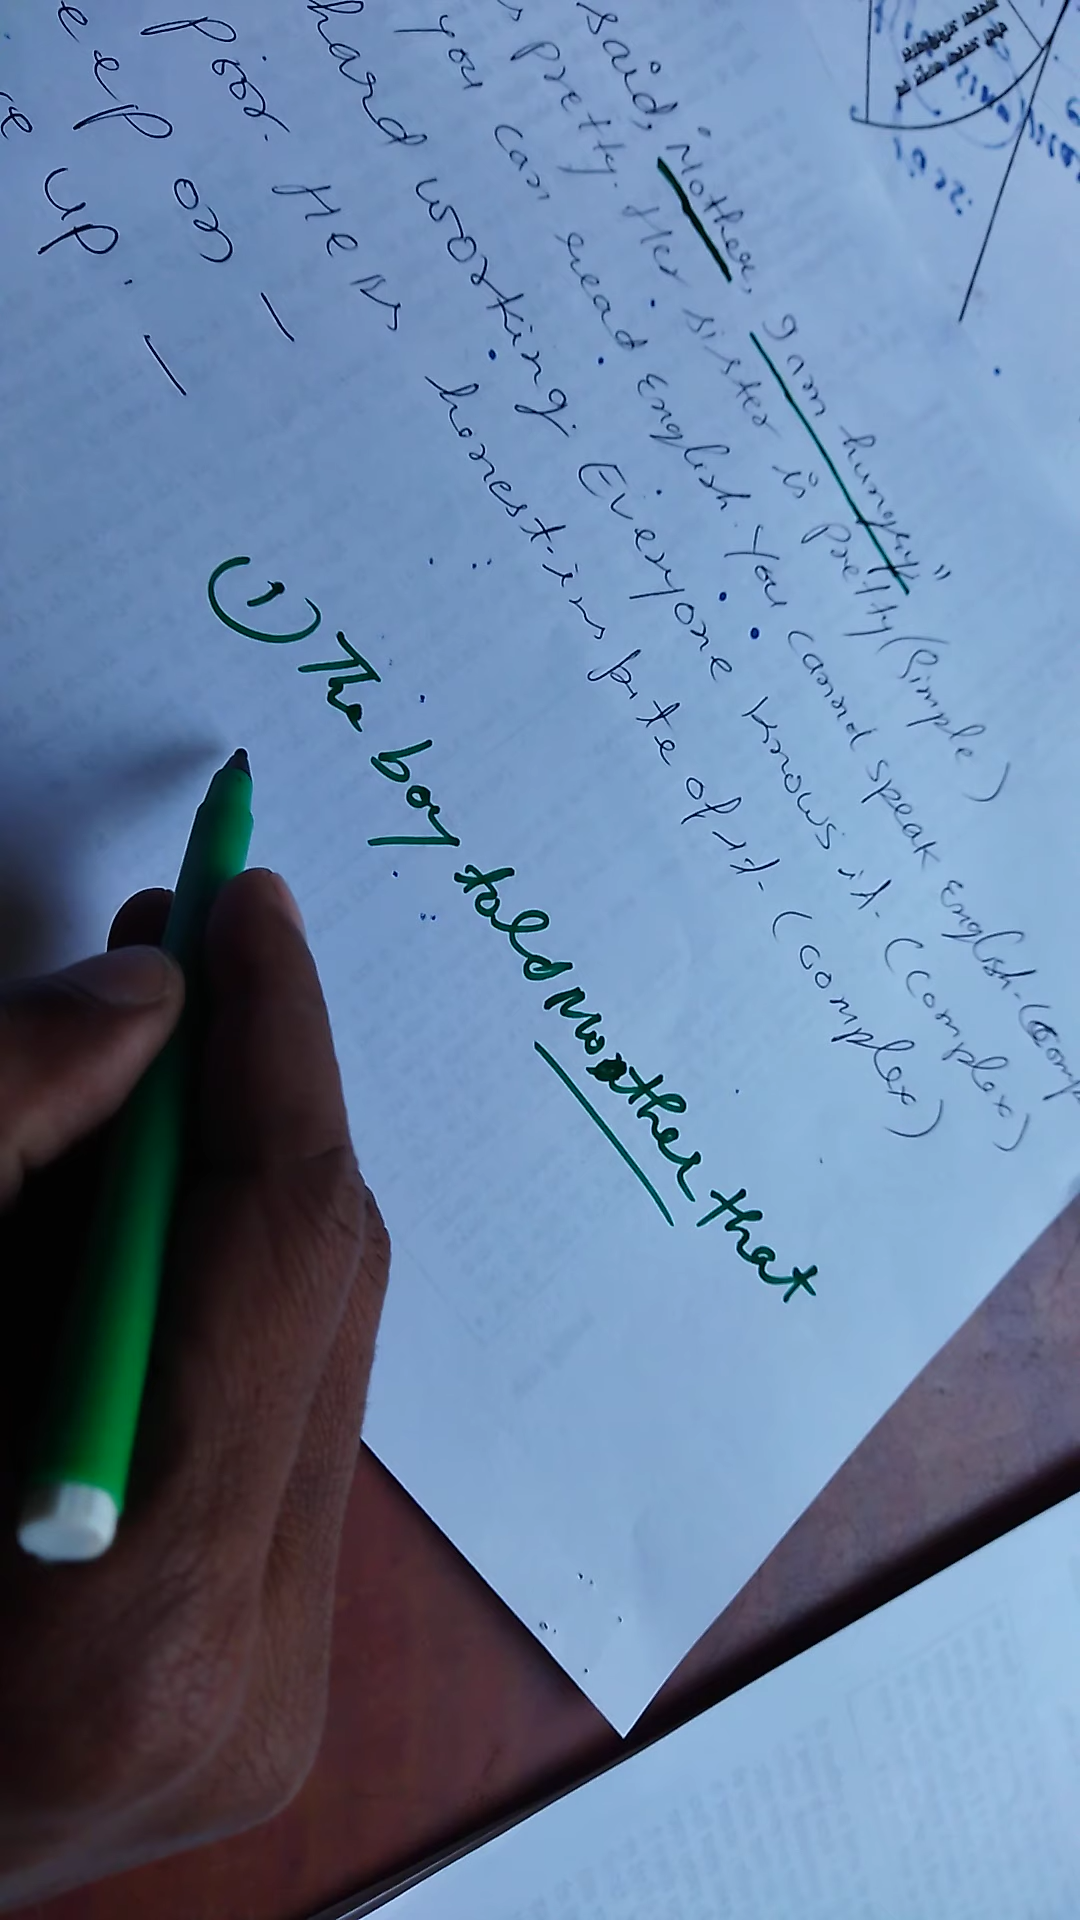 said, "Mother, I am hungry"
s pretty. Her sister is pretty (Simple)
you can read English. You cannot speak English. (Comp
hard working. Everyone knows it. (Complex)
poor. He is honest in spite of it. (Complex)
eep on —
e up. —
① The boy told Moather that